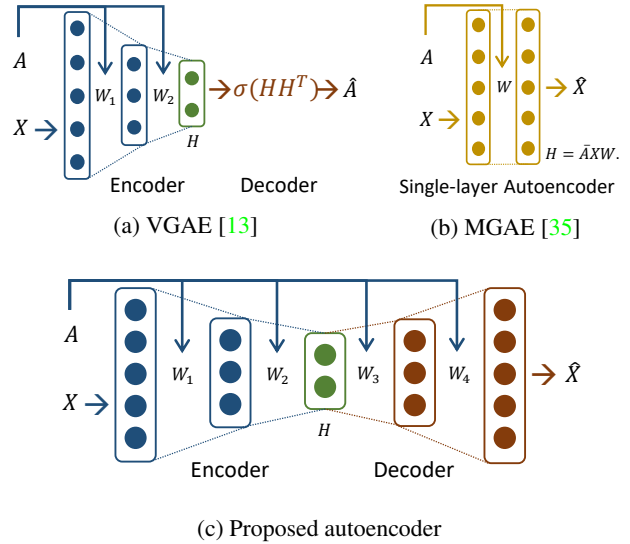 A
X
W₁
W₂
H
σ(HHᵀ)
Â
Encoder
Decoder
(a) VGAE [13]
A
X
W
X̂
H = ĀXW.
Single-layer Autoencoder
(b) MGAE [35]
A
X
W₁
W₂
W₃
W₄
X̂
H
Encoder
Decoder
(c) Proposed autoencoder